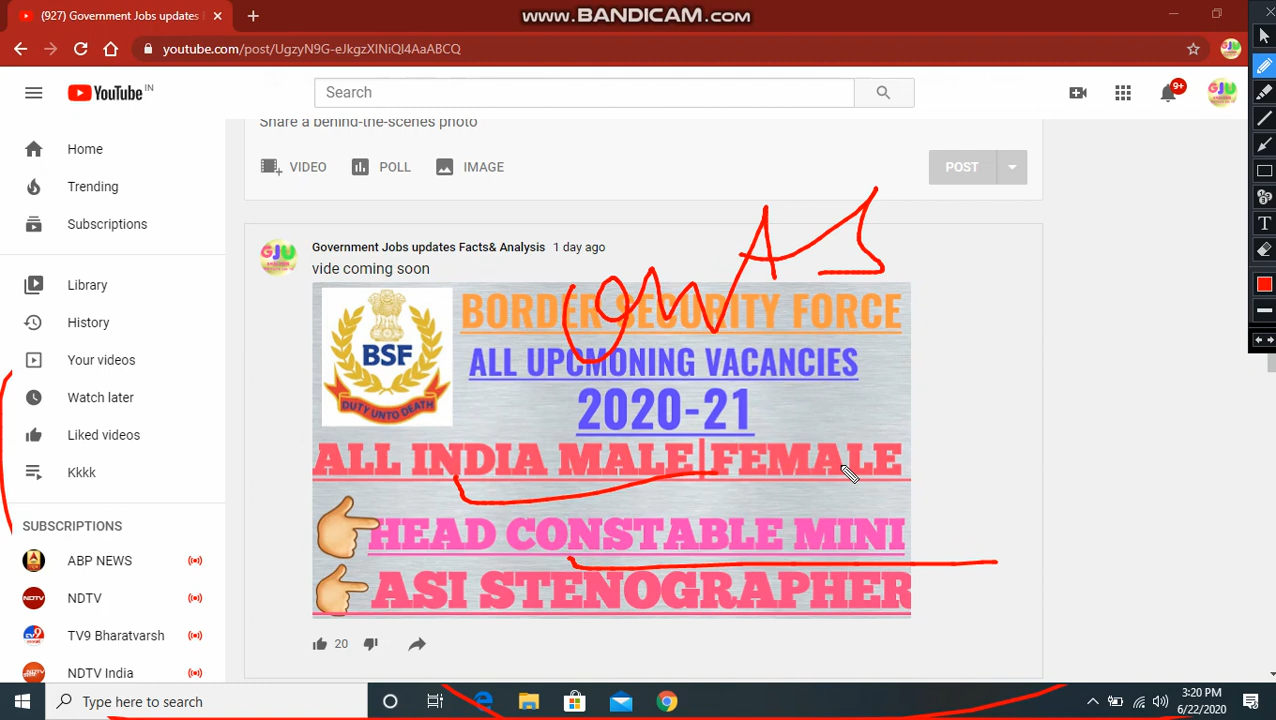 (927) Government Jobs updates
www.BANDICAM.com
youtube.com/post/UgzyN9G-eJkgzXINiQI4AaABCQ
YouTube IN
Search
9+
Share a behind-the-scenes photo
VIDEO POLL IMAGE
POST
Home
Trending
Subscriptions
Library
History
Your videos
Watch later
Liked videos
Kkkk
SUBSCRIPTIONS
ABP NEWS
NDTV
TV9 Bharatvarsh
NDTV India
GJU
Government Jobs updates Facts& Analysis 1 day ago
vide coming soon
BSF
DUTY UNTO DEATH
BORDER SECURITY FORCE
ALL UPCMONING VACANCIES
2020-21
ALL INDIA MALE|FEMALE
HEAD CONSTABLE MINI
ASI STENOGRAPHER
20
Type here to search
3:20 PM
6/22/2020